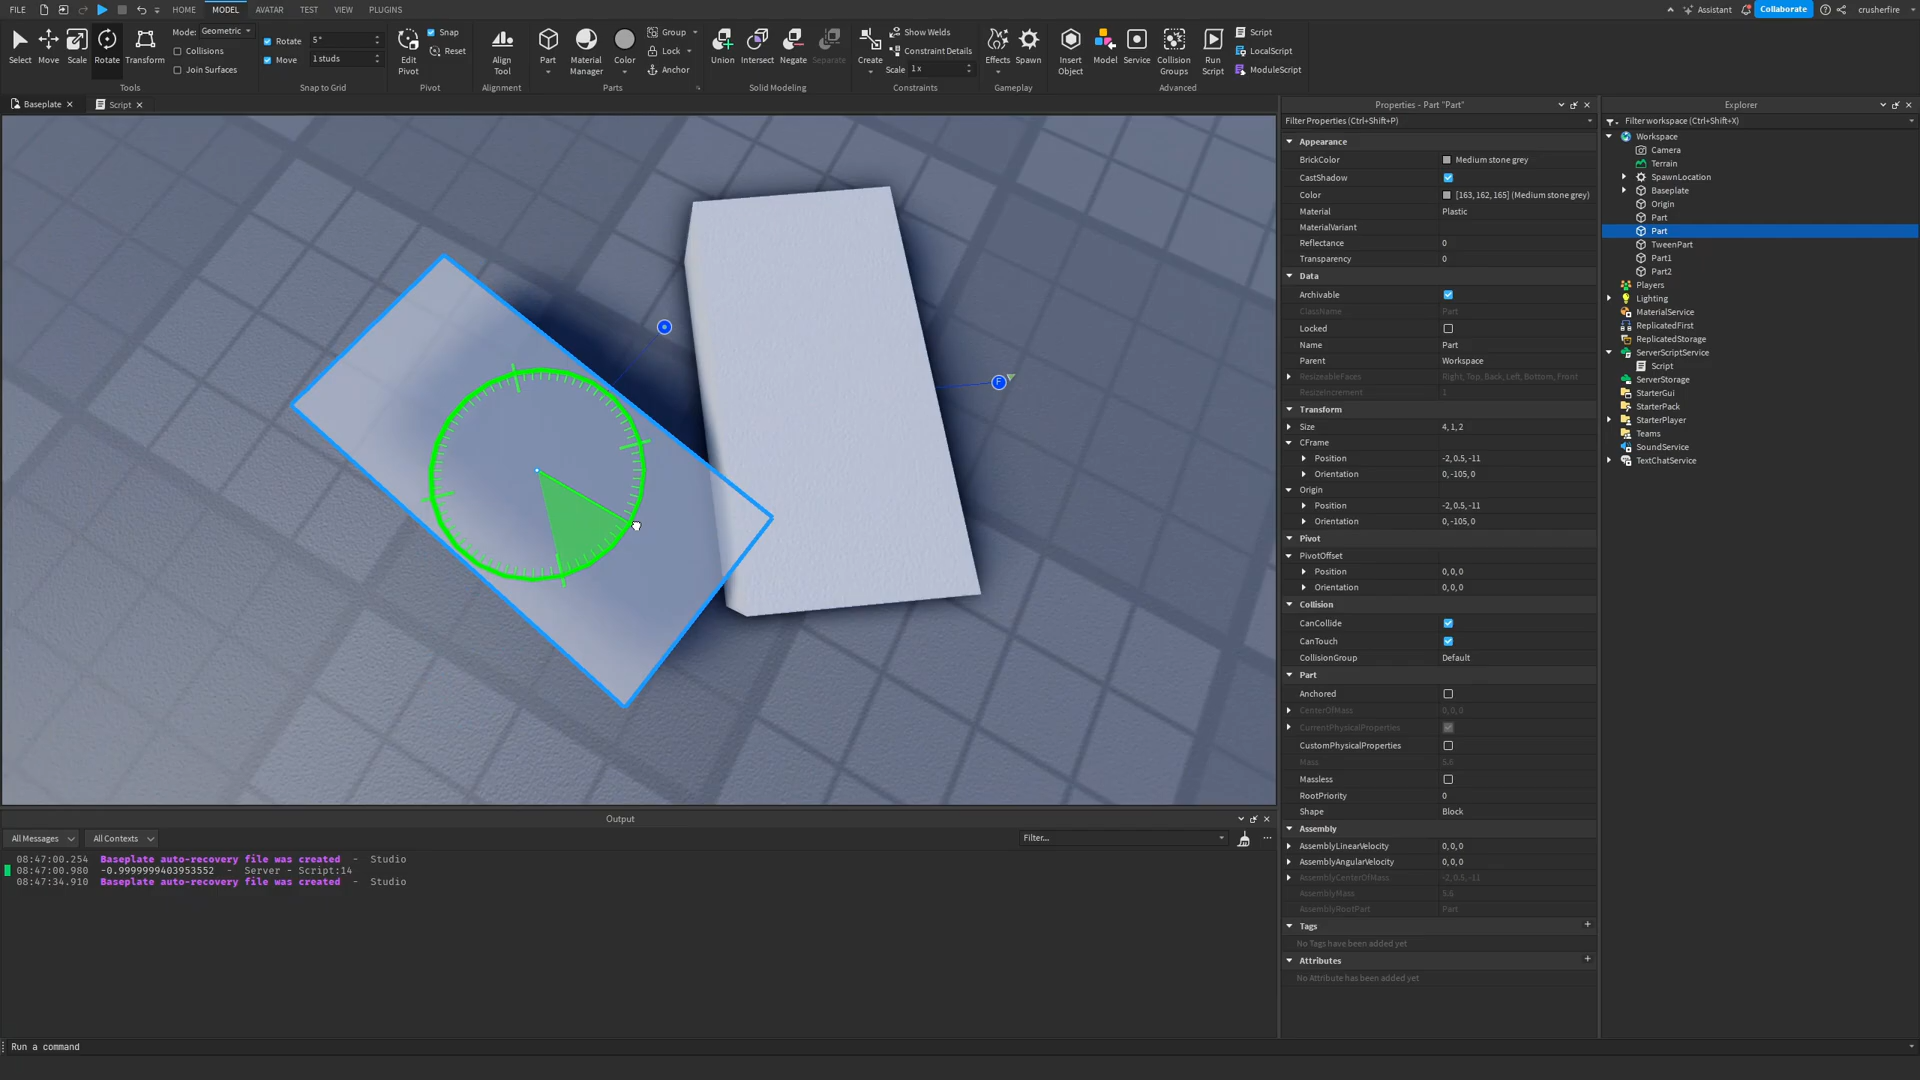 FILE HOME MODEL AVATAR TEST VIEW PLUGINS Assistant Collaborate crusherfire
Select Move Scale Rotate Transform
Mode: Geometric
Collisions
Join Surfaces
Tools
Rotate 5°
Move 1 studs
Snap to Grid
Edit Pivot
Snap
Reset
Pivot
Align Tool
Alignment
Part Material Manager Color
Group
Lock
Anchor
Parts
Union Intersect Negate Separate
Solid Modeling
Create
Show Welds
Constraint Details
Scale 1 x
Constraints
Effects Spawn
Gameplay
Insert Object Model Service Collision Groups Run Script
Script
LocalScript
ModuleScript
Advanced
Baseplate Script
F
Properties - Part "Part"
Filter Properties (Ctrl+Shift+P)
Appearance
BrickColor Medium stone grey
CastShadow
Color [163, 162, 165] (Medium stone grey)
Material Plastic
MaterialVariant
Reflectance 0
Transparency 0
Data
Archivable
ClassName Part
Locked
Name Part
Parent Workspace
ResizeableFaces Right, Top, Back, Left, Bottom, Front
ResizeIncrement 1
Transform
Size 4, 1, 2
CFrame
Position -2, 0.5, -11
Orientation 0, -105, 0
Origin
Position -2, 0.5, -11
Orientation 0, -105, 0
Pivot
PivotOffset
Position 0, 0, 0
Orientation 0, 0, 0
Collision
CanCollide
CanTouch
CollisionGroup Default
Part
Anchored
CenterOfMass 0, 0, 0
CurrentPhysicalProperties
CustomPhysicalProperties
Mass 5.6
Massless
RootPriority 0
Shape Block
Assembly
AssemblyLinearVelocity 0, 0, 0
AssemblyAngularVelocity 0, 0, 0
AssemblyCenterOfMass -2, 0.5, -11
AssemblyMass 5.6
AssemblyRootPart Part
Tags
No Tags have been added yet
Attributes
No Attribute has been added yet
Explorer
Filter workspace (Ctrl+Shift+X)
Workspace
Camera
Terrain
SpawnLocation
Baseplate
Origin
Part
Part
TweenPart
Part1
Part2
Players
Lighting
MaterialService
ReplicatedFirst
ReplicatedStorage
ServerScriptService
Script
ServerStorage
StarterGui
StarterPack
StarterPlayer
Teams
SoundService
TextChatService
Output
All Messages All Contexts Filter...
08:47:00.254 Baseplate auto-recovery file was created - Studio
08:47:00.980 -0.9999999403953552 - Server - Script:14
08:47:34.910 Baseplate auto-recovery file was created - Studio
Run a command